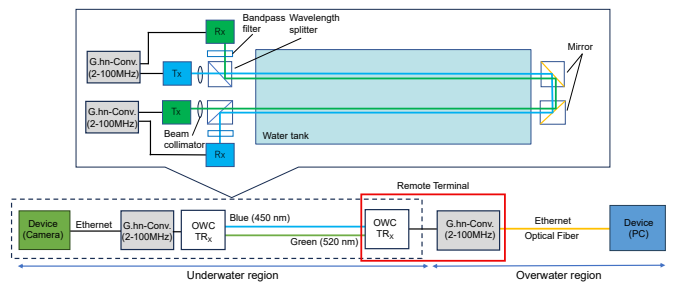 Rx
Bandpass
filter
Wavelength
splitter
G.hn-Conv.
(2-100MHz)
Tx
Mirror
G.hn-Conv.
(2-100MHz)
Tx
Beam
collimator
Rx
Water tank
Remote Terminal
Device
(Camera)
Ethernet
G.hn-Conv.
(2-100MHz)
OWC
TRX
Blue (450 nm)
Green (520 nm)
OWC
TRX
G.hn-Conv.
(2-100MHz)
Ethernet
Optical Fiber
Device
(PC)
Underwater region
Overwater region